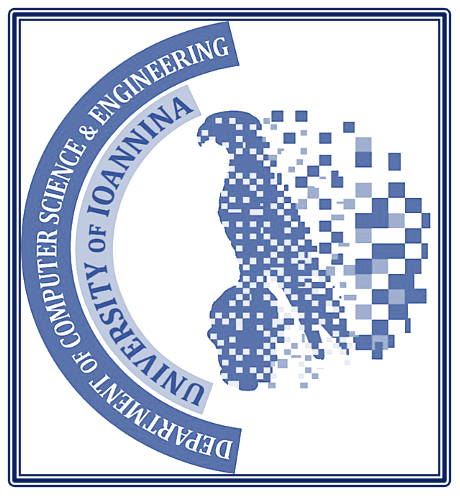 DEPARTMENT OF COMPUTER SCIENCE & ENGINEERING
UNIVERSITY OF IOANNINA